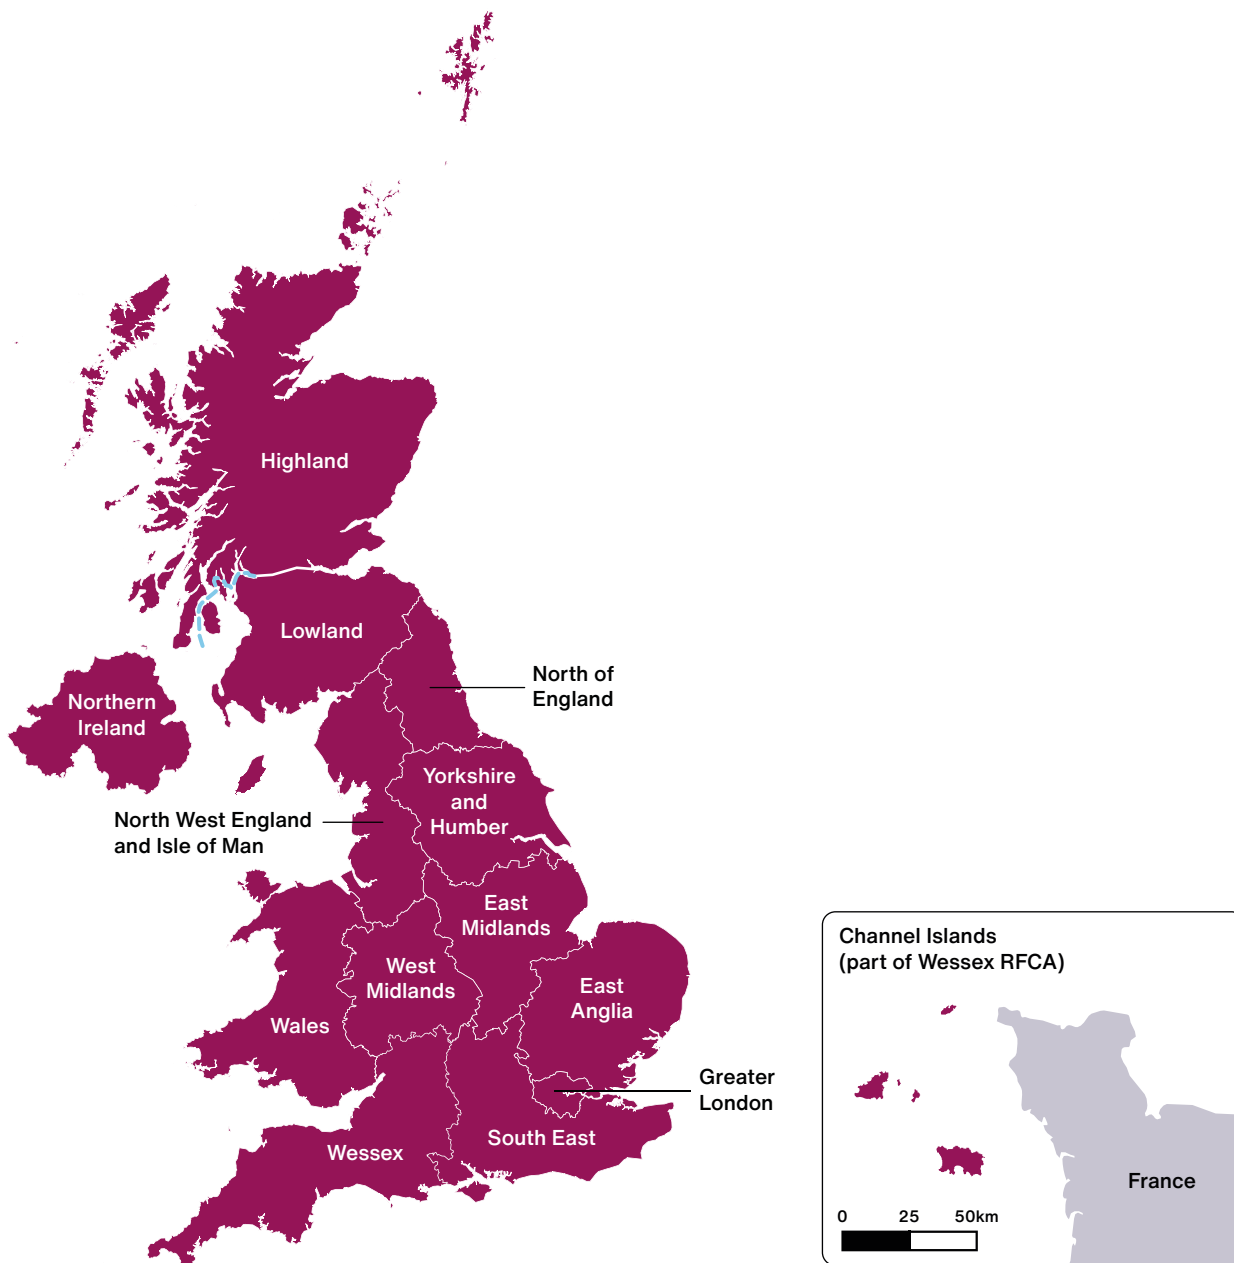 Highland
Lowland
North of
England
Northern
Ireland
Yorkshire
and
Humber
North West England
and Isle of Man
East
Midlands
West
Midlands
East
Anglia
Wales
Greater
London
South East
Wessex
Channel Islands
(part of Wessex RFCA)
France
0 25 50km